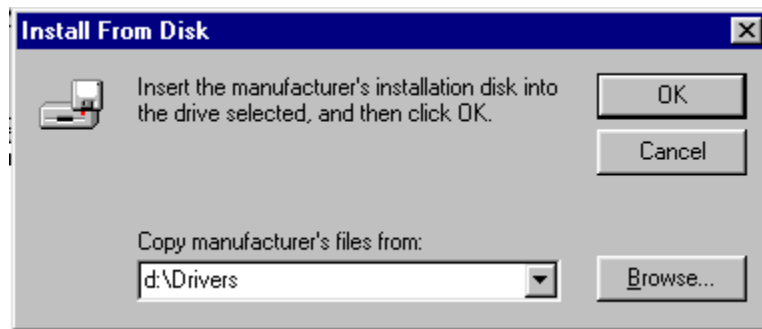 Install From Disk
Insert the manufacturer's installation disk into
the drive selected, and then click OK.
OK
Cancel
Copy manufacturer's files from:
d:\Drivers
Browse...